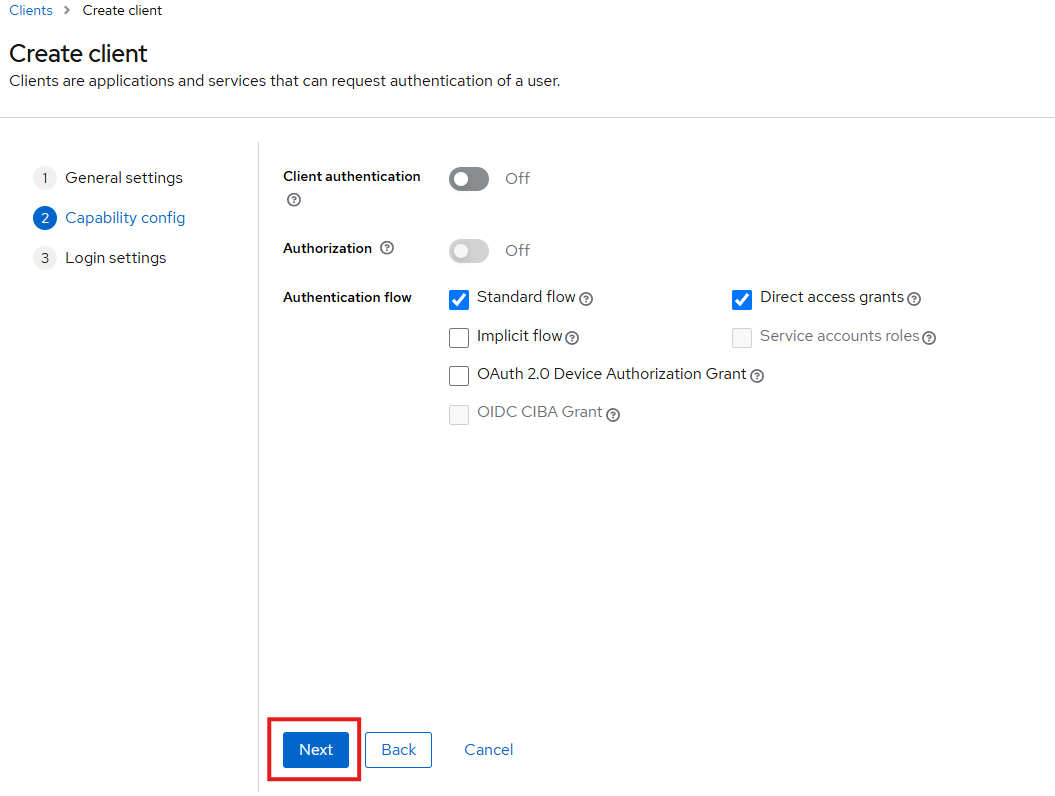 Clients > Create client
Create client
Clients are applications and services that can request authentication of a user.
1 General settings
2 Capability config
3 Login settings
Client authentication
Off
Authorization
Off
Authentication flow
Standard flow
Direct access grants
Implicit flow
Service accounts roles
OAuth 2.0 Device Authorization Grant
OIDC CIBA Grant
Next
Back
Cancel